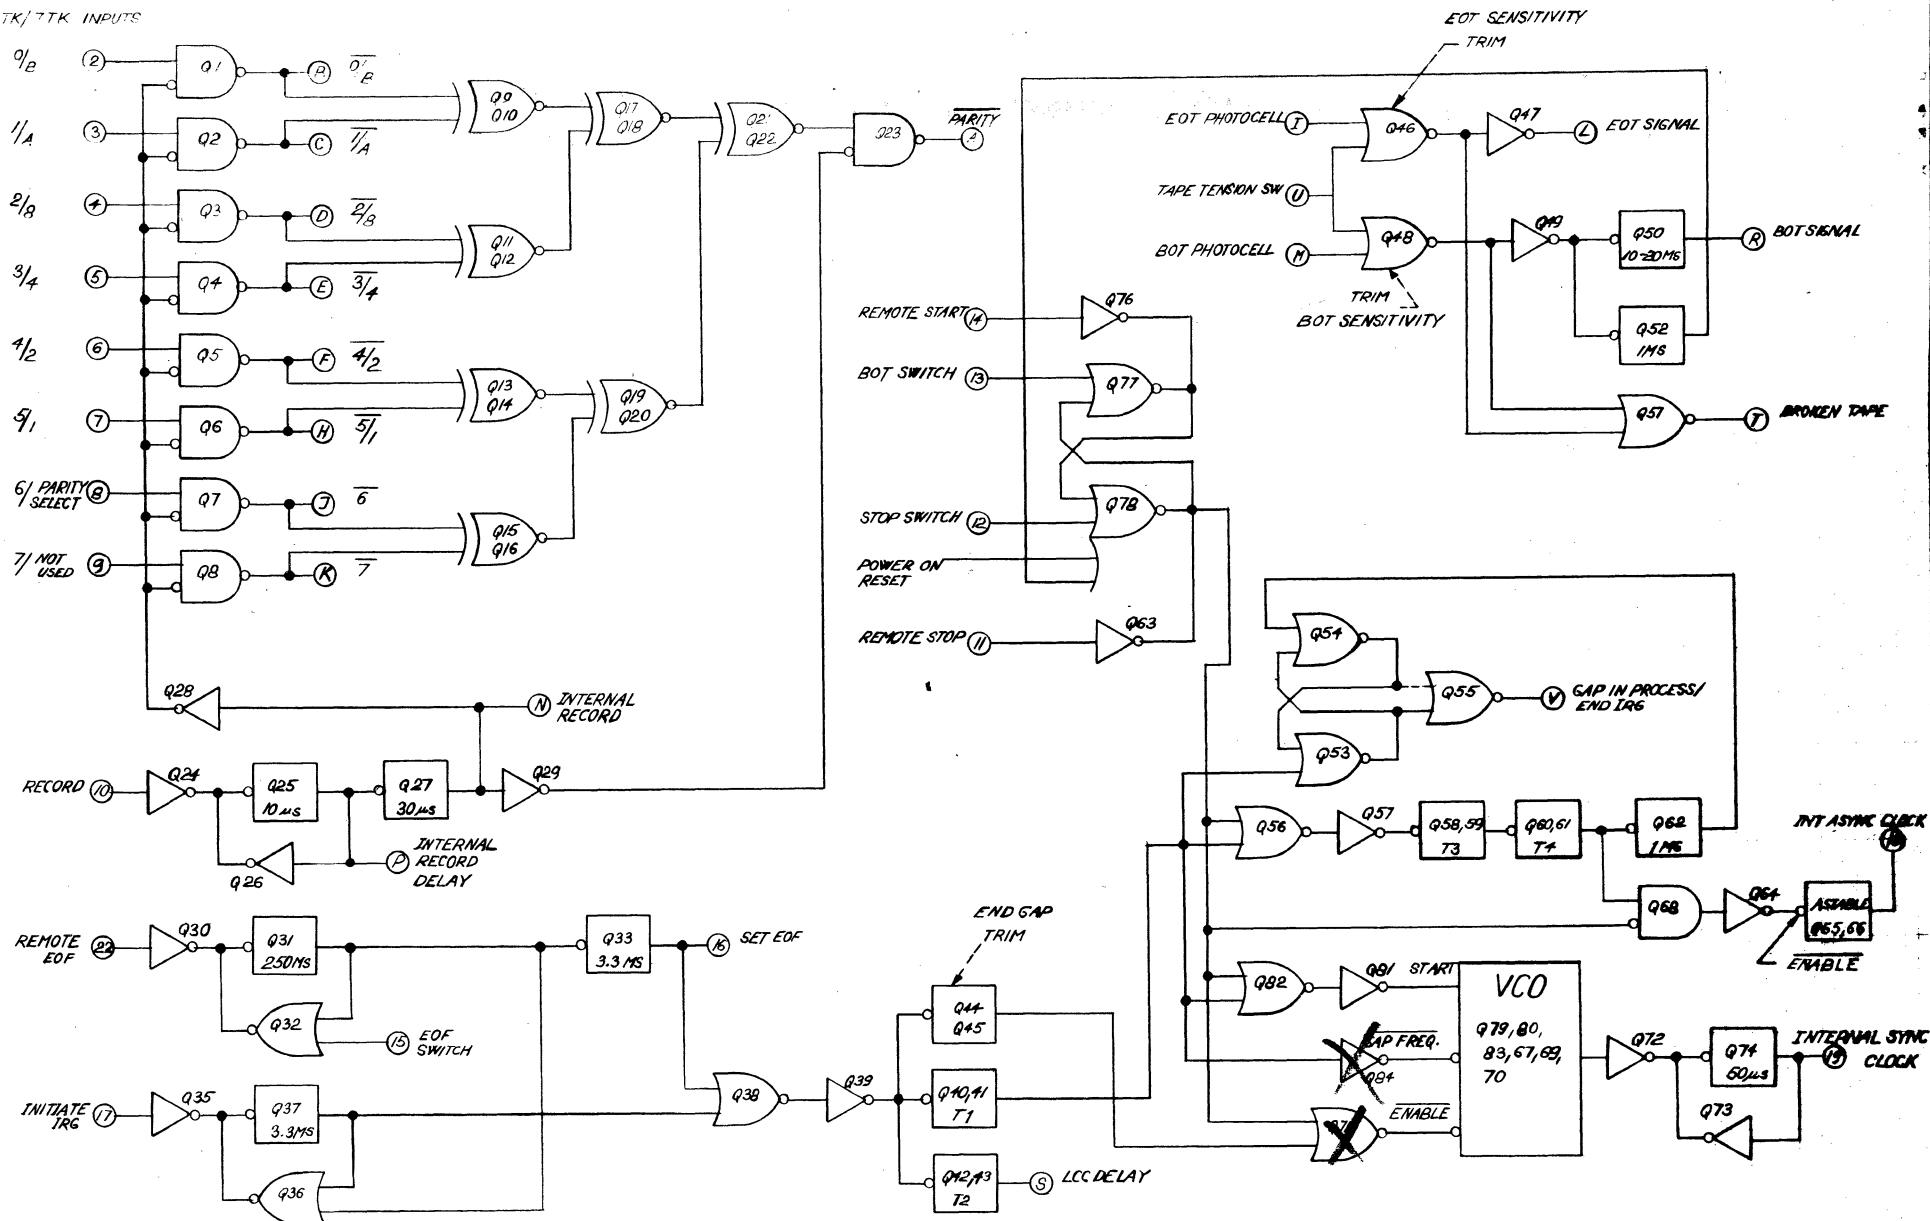 TK/7TK INPUTS
0/B
2
Q1
B
0/B
1/A
3
Q2
C
1/A
2/8
4
Q3
D
2/8
3/4
5
Q4
E
3/4
4/2
6
Q5
F
4/2
5/1
7
Q6
H
5/1
6/ PARITY
SELECT
8
Q7
J
6
7/ NOT
USED
9
Q8
K
7
Q9
Q10
Q11
Q12
Q13
Q14
Q15
Q16
Q17
Q18
Q19
Q20
Q22
Q23
PARITY
A
Q28
N
INTERNAL
RECORD
RECORD
10
Q24
Q25
10µs
Q27
30µs
Q29
Q26
P
INTERNAL
RECORD
DELAY
REMOTE
EOF
22
Q30
Q31
250MS
Q33
3.3 MS
16
SET EOF
Q32
15
EOF
SWITCH
INITIATE
IRG
17
Q35
Q37
3.3MS
Q36
Q38
Q39
END GAP
TRIM
Q44
Q45
Q40,41
T1
Q42,43
T2
S
LCC DELAY
EOT SENSITIVITY
TRIM
EOT PHOTOCELL
I
Q46
Q47
L
EOT SIGNAL
TAPE TENSION SW
U
BOT PHOTOCELL
M
Q48
Q49
Q50
10-20MS
R
BOT SIGNAL
TRIM
BOT SENSITIVITY
Q52
1MS
Q57
T
BROKEN TAPE
REMOTE START
14
Q76
BOT SWITCH
13
Q77
STOP SWITCH
12
Q78
POWER ON
RESET
REMOTE STOP
11
Q63
Q54
Q55
V
GAP IN PROCESS/
END IRG
Q53
Q56
Q57
Q58,59
T3
Q60,61
T4
Q62
1MS
INT ASYNC CLOCK
Q68
Q64
ASTABLE
Q65,66
ENABLE
Q82
Q81
START
VCO
Q79,80,
83,67,69,
70
GAP FREQ.
Q84
ENABLE
Q72
Q74
50µs
Q73
INTERNAL SYNC
CLOCK
19